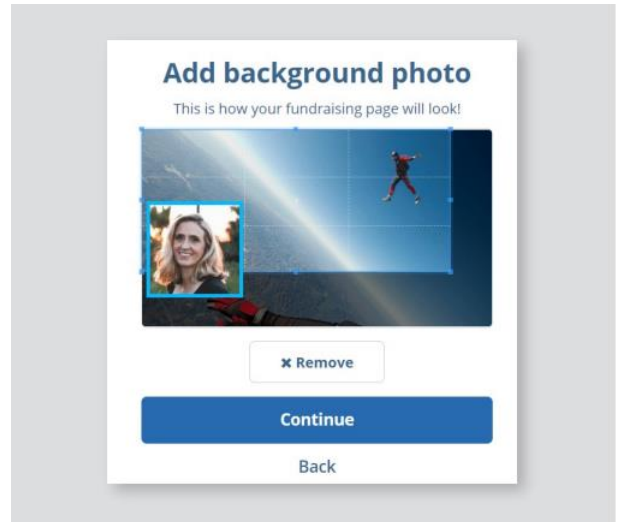 Add background photo
This is how your fundraising page will look!
✖ Remove
Continue
Back